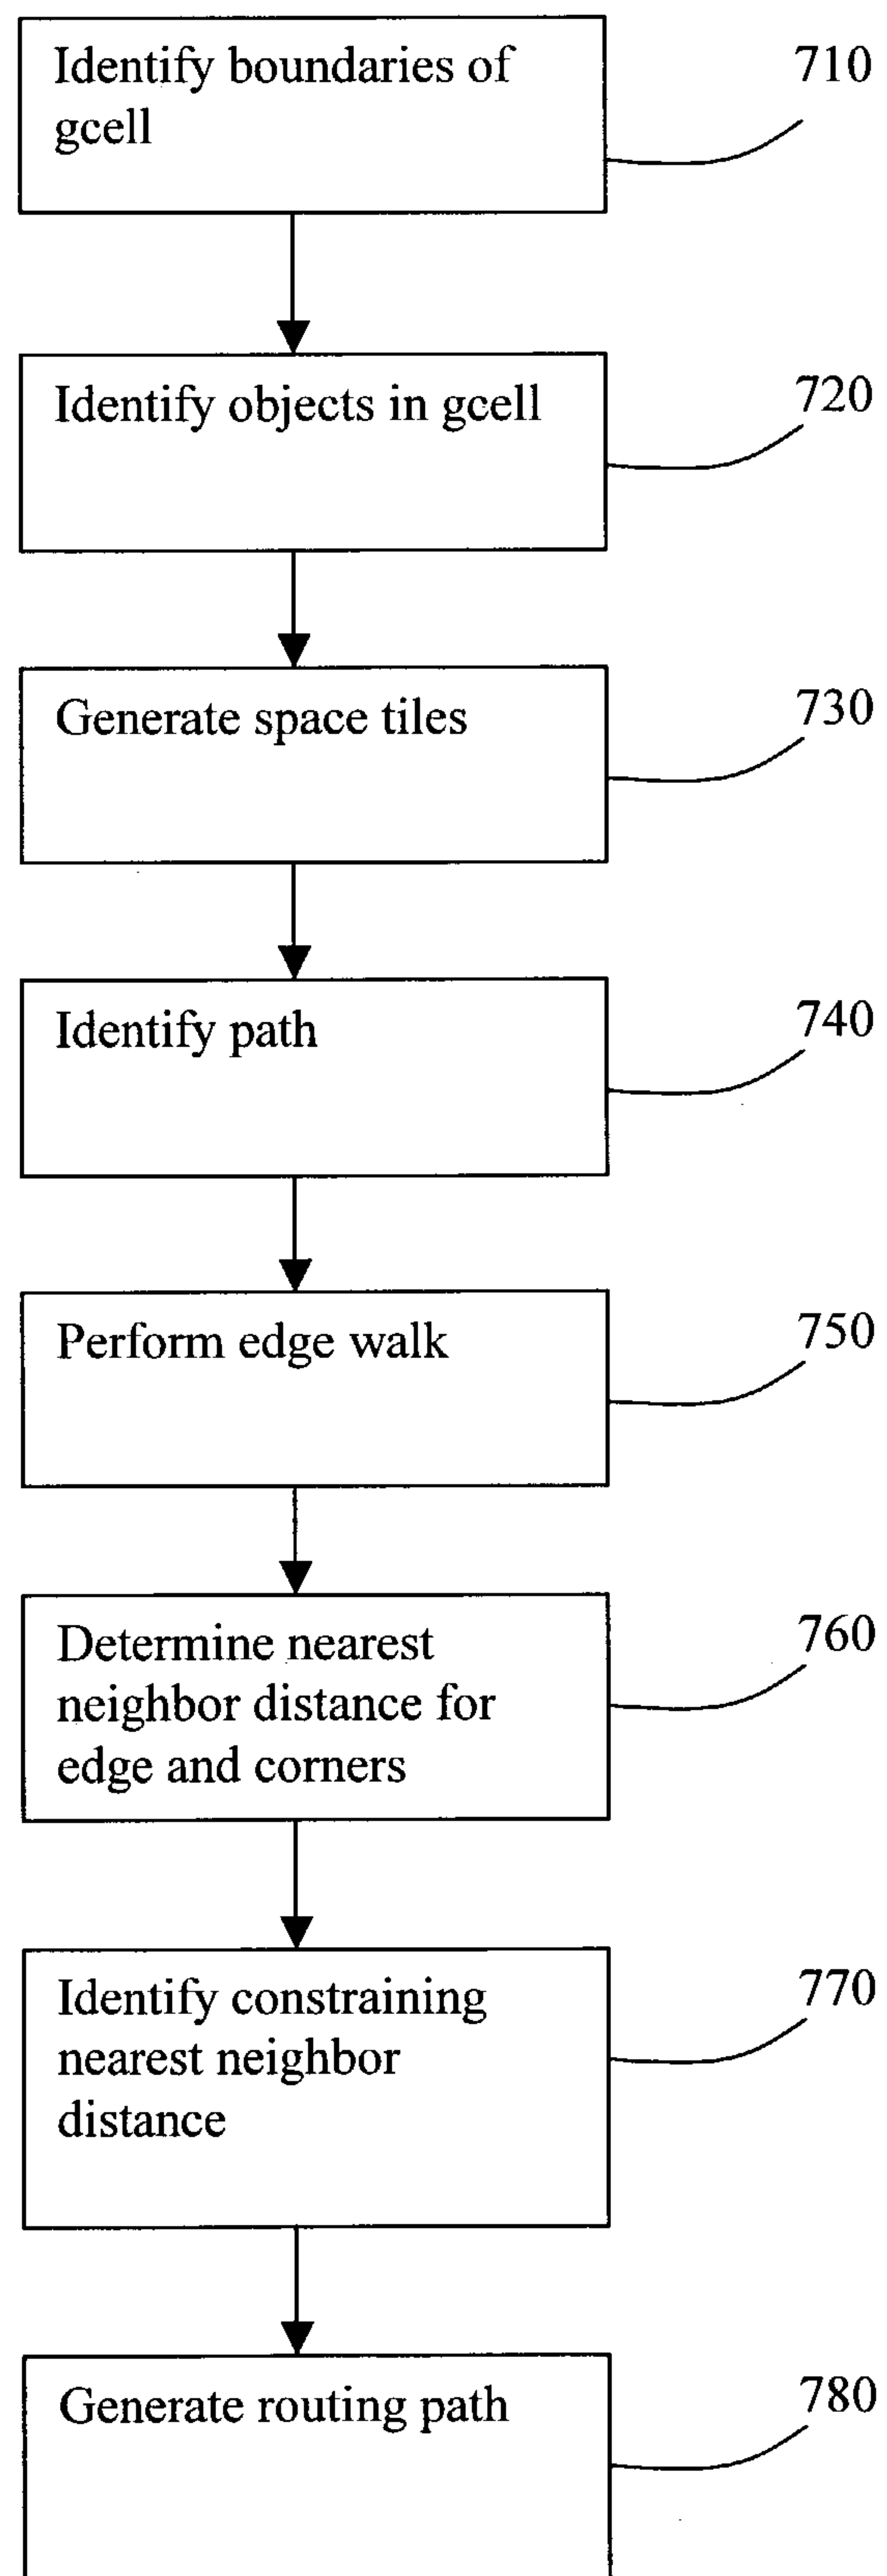 Identify boundaries of
gcell
710
Identify objects in gcell
720
Generate space tiles
730
Identify path
740
Perform edge walk
750
Determine nearest
neighbor distance for
edge and corners
760
Identify constraining
nearest neighbor
distance
770
Generate routing path
780